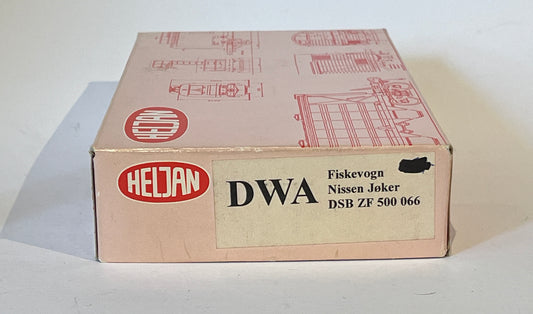 HELJAN
HELJAN
DWA
Fiskevogn
Nissen Jøker
DSB ZF 500 066